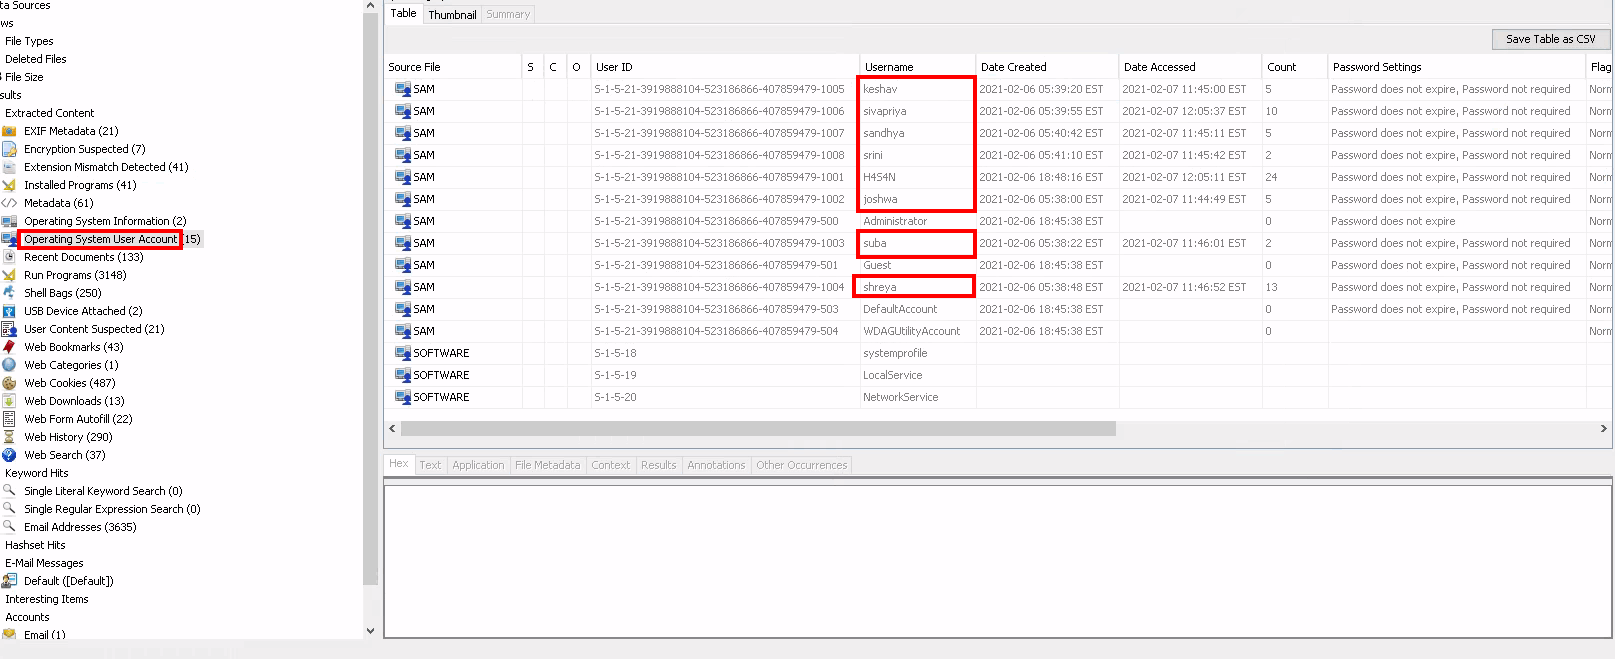 ta Sources
ws
File Types
Deleted Files
File Size
sults
Extracted Content
EXIF Metadata (21)
Encryption Suspected (7)
Extension Mismatch Detected (41)
Installed Programs (41)
Metadata (61)
Operating System Information (2)
Operating System User Account (15)
Recent Documents (133)
Run Programs (3148)
Shell Bags (250)
USB Device Attached (2)
User Content Suspected (21)
Web Bookmarks (43)
Web Categories (1)
Web Cookies (487)
Web Downloads (13)
Web Form Autofill (22)
Web History (290)
Web Search (37)
Keyword Hits
Single Literal Keyword Search (0)
Single Regular Expression Search (0)
Email Addresses (3635)
Hashset Hits
E-Mail Messages
Default ([Default])
Interesting Items
Accounts
Email (1)
Table Thumbnail Summary
Save Table as CSV
Source File S C O User ID Username Date Created Date Accessed Count Password Settings Flag
SAM S-1-5-21-3919888104-523186866-407859479-1005 keshav 2021-02-06 05:39:20 EST 2021-02-07 11:45:00 EST 5 Password does not expire, Password not required Norm
SAM S-1-5-21-3919888104-523186866-407859479-1006 sivapriya 2021-02-06 05:39:55 EST 2021-02-07 12:05:37 EST 10 Password does not expire, Password not required Norm
SAM S-1-5-21-3919888104-523186866-407859479-1007 sandhya 2021-02-06 05:40:42 EST 2021-02-07 11:45:11 EST 5 Password does not expire, Password not required Norm
SAM S-1-5-21-3919888104-523186866-407859479-1008 srini 2021-02-06 05:41:10 EST 2021-02-07 11:45:42 EST 2 Password does not expire, Password not required Norm
SAM S-1-5-21-3919888104-523186866-407859479-1001 H4S4N 2021-02-06 18:48:16 EST 2021-02-07 12:05:11 EST 24 Password does not expire, Password not required Norm
SAM S-1-5-21-3919888104-523186866-407859479-1002 joshwa 2021-02-06 05:38:00 EST 2021-02-07 11:44:49 EST 5 Password does not expire, Password not required Norm
SAM S-1-5-21-3919888104-523186866-407859479-500 Administrator 2021-02-06 18:45:38 EST 0 Password does not expire Norm
SAM S-1-5-21-3919888104-523186866-407859479-1003 suba 2021-02-06 05:38:22 EST 2021-02-07 11:46:01 EST 2 Password does not expire, Password not required Norm
SAM S-1-5-21-3919888104-523186866-407859479-501 Guest 2021-02-06 18:45:38 EST 0 Password does not expire, Password not required Norm
SAM S-1-5-21-3919888104-523186866-407859479-1004 shreya 2021-02-06 05:38:48 EST 2021-02-07 11:46:52 EST 13 Password does not expire, Password not required Norm
SAM S-1-5-21-3919888104-523186866-407859479-503 DefaultAccount 2021-02-06 18:45:38 EST 0 Password does not expire, Password not required Norm
SAM S-1-5-21-3919888104-523186866-407859479-504 WDAGUtilityAccount 2021-02-06 18:45:38 EST 0 Norm
SOFTWARE S-1-5-18 systemprofile
SOFTWARE S-1-5-19 LocalService
SOFTWARE S-1-5-20 NetworkService
Hex Text Application File Metadata Context Results Annotations Other Occurrences